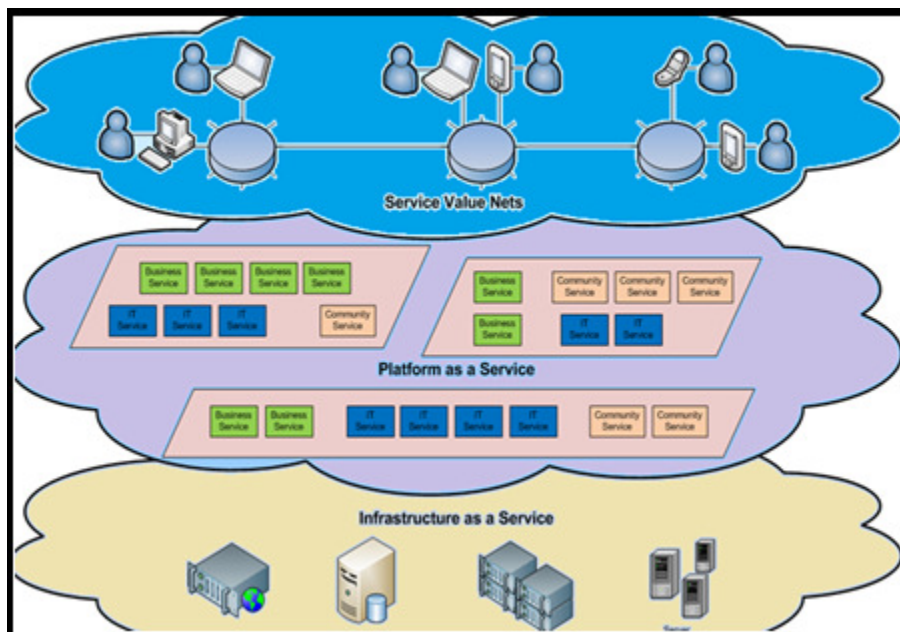 Service Value Nets
Business Service Business Service Business Service Business Service
IT Service IT Service IT Service Community Service
Business Service Community Service Community Service Community Service
Business Service IT Service IT Service
Platform as a Service
Business Service Business Service IT Service IT Service IT Service IT Service Community Service Community Service
Infrastructure as a Service
Server